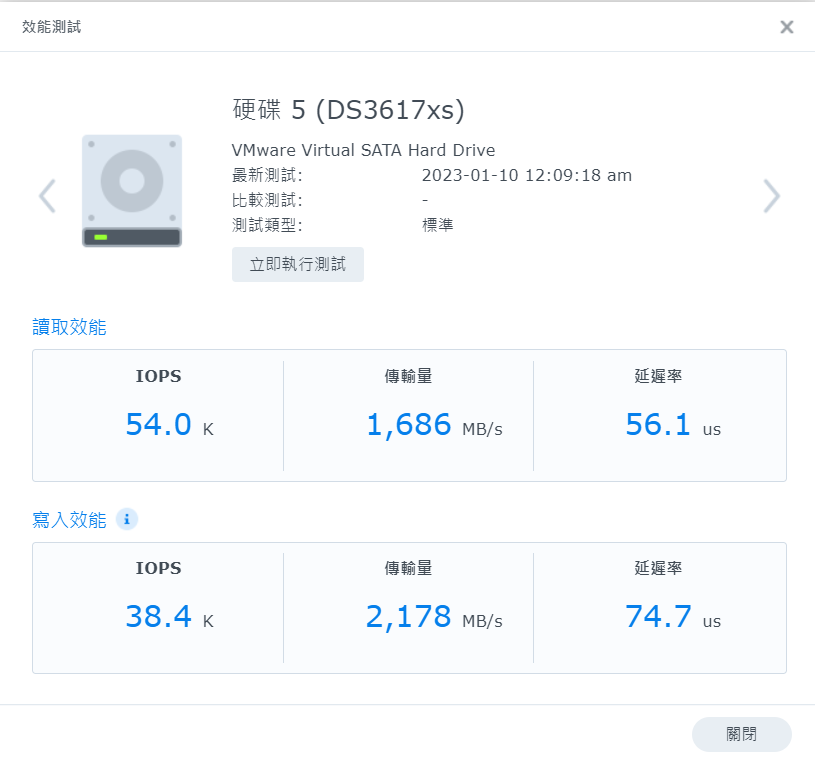 效能測試
硬碟 5 (DS3617xs)
VMware Virtual SATA Hard Drive
最新測試: 2023-01-10 12:09:18 am
比較測試: -
測試類型: 標準
立即執行測試
讀取效能
IOPS 傳輸量 延遲率
54.0 K 1,686 MB/s 56.1 us
寫入效能
IOPS 傳輸量 延遲率
38.4 K 2,178 MB/s 74.7 us
關閉